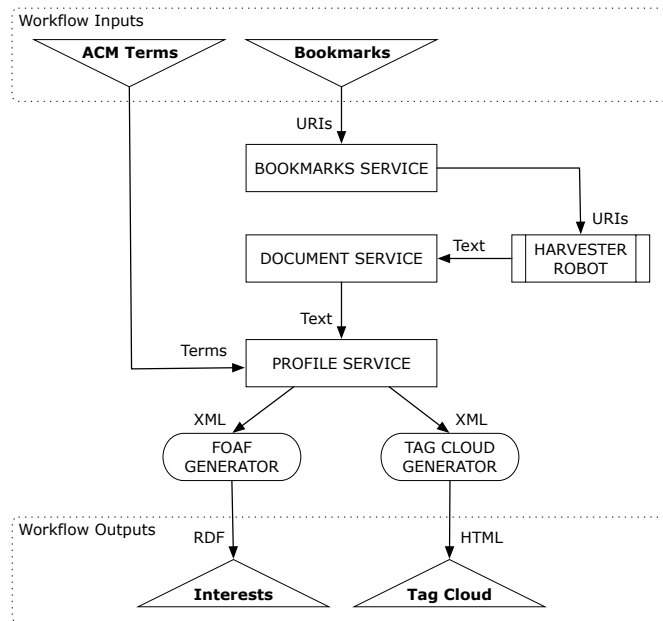 Workflow Inputs
ACM Terms
Bookmarks
URIs
BOOKMARKS SERVICE
URIs
HARVESTER
ROBOT
Text
DOCUMENT SERVICE
Text
Terms
PROFILE SERVICE
XML
XML
FOAF
GENERATOR
TAG CLOUD
GENERATOR
Workflow Outputs
RDF
HTML
Interests
Tag Cloud